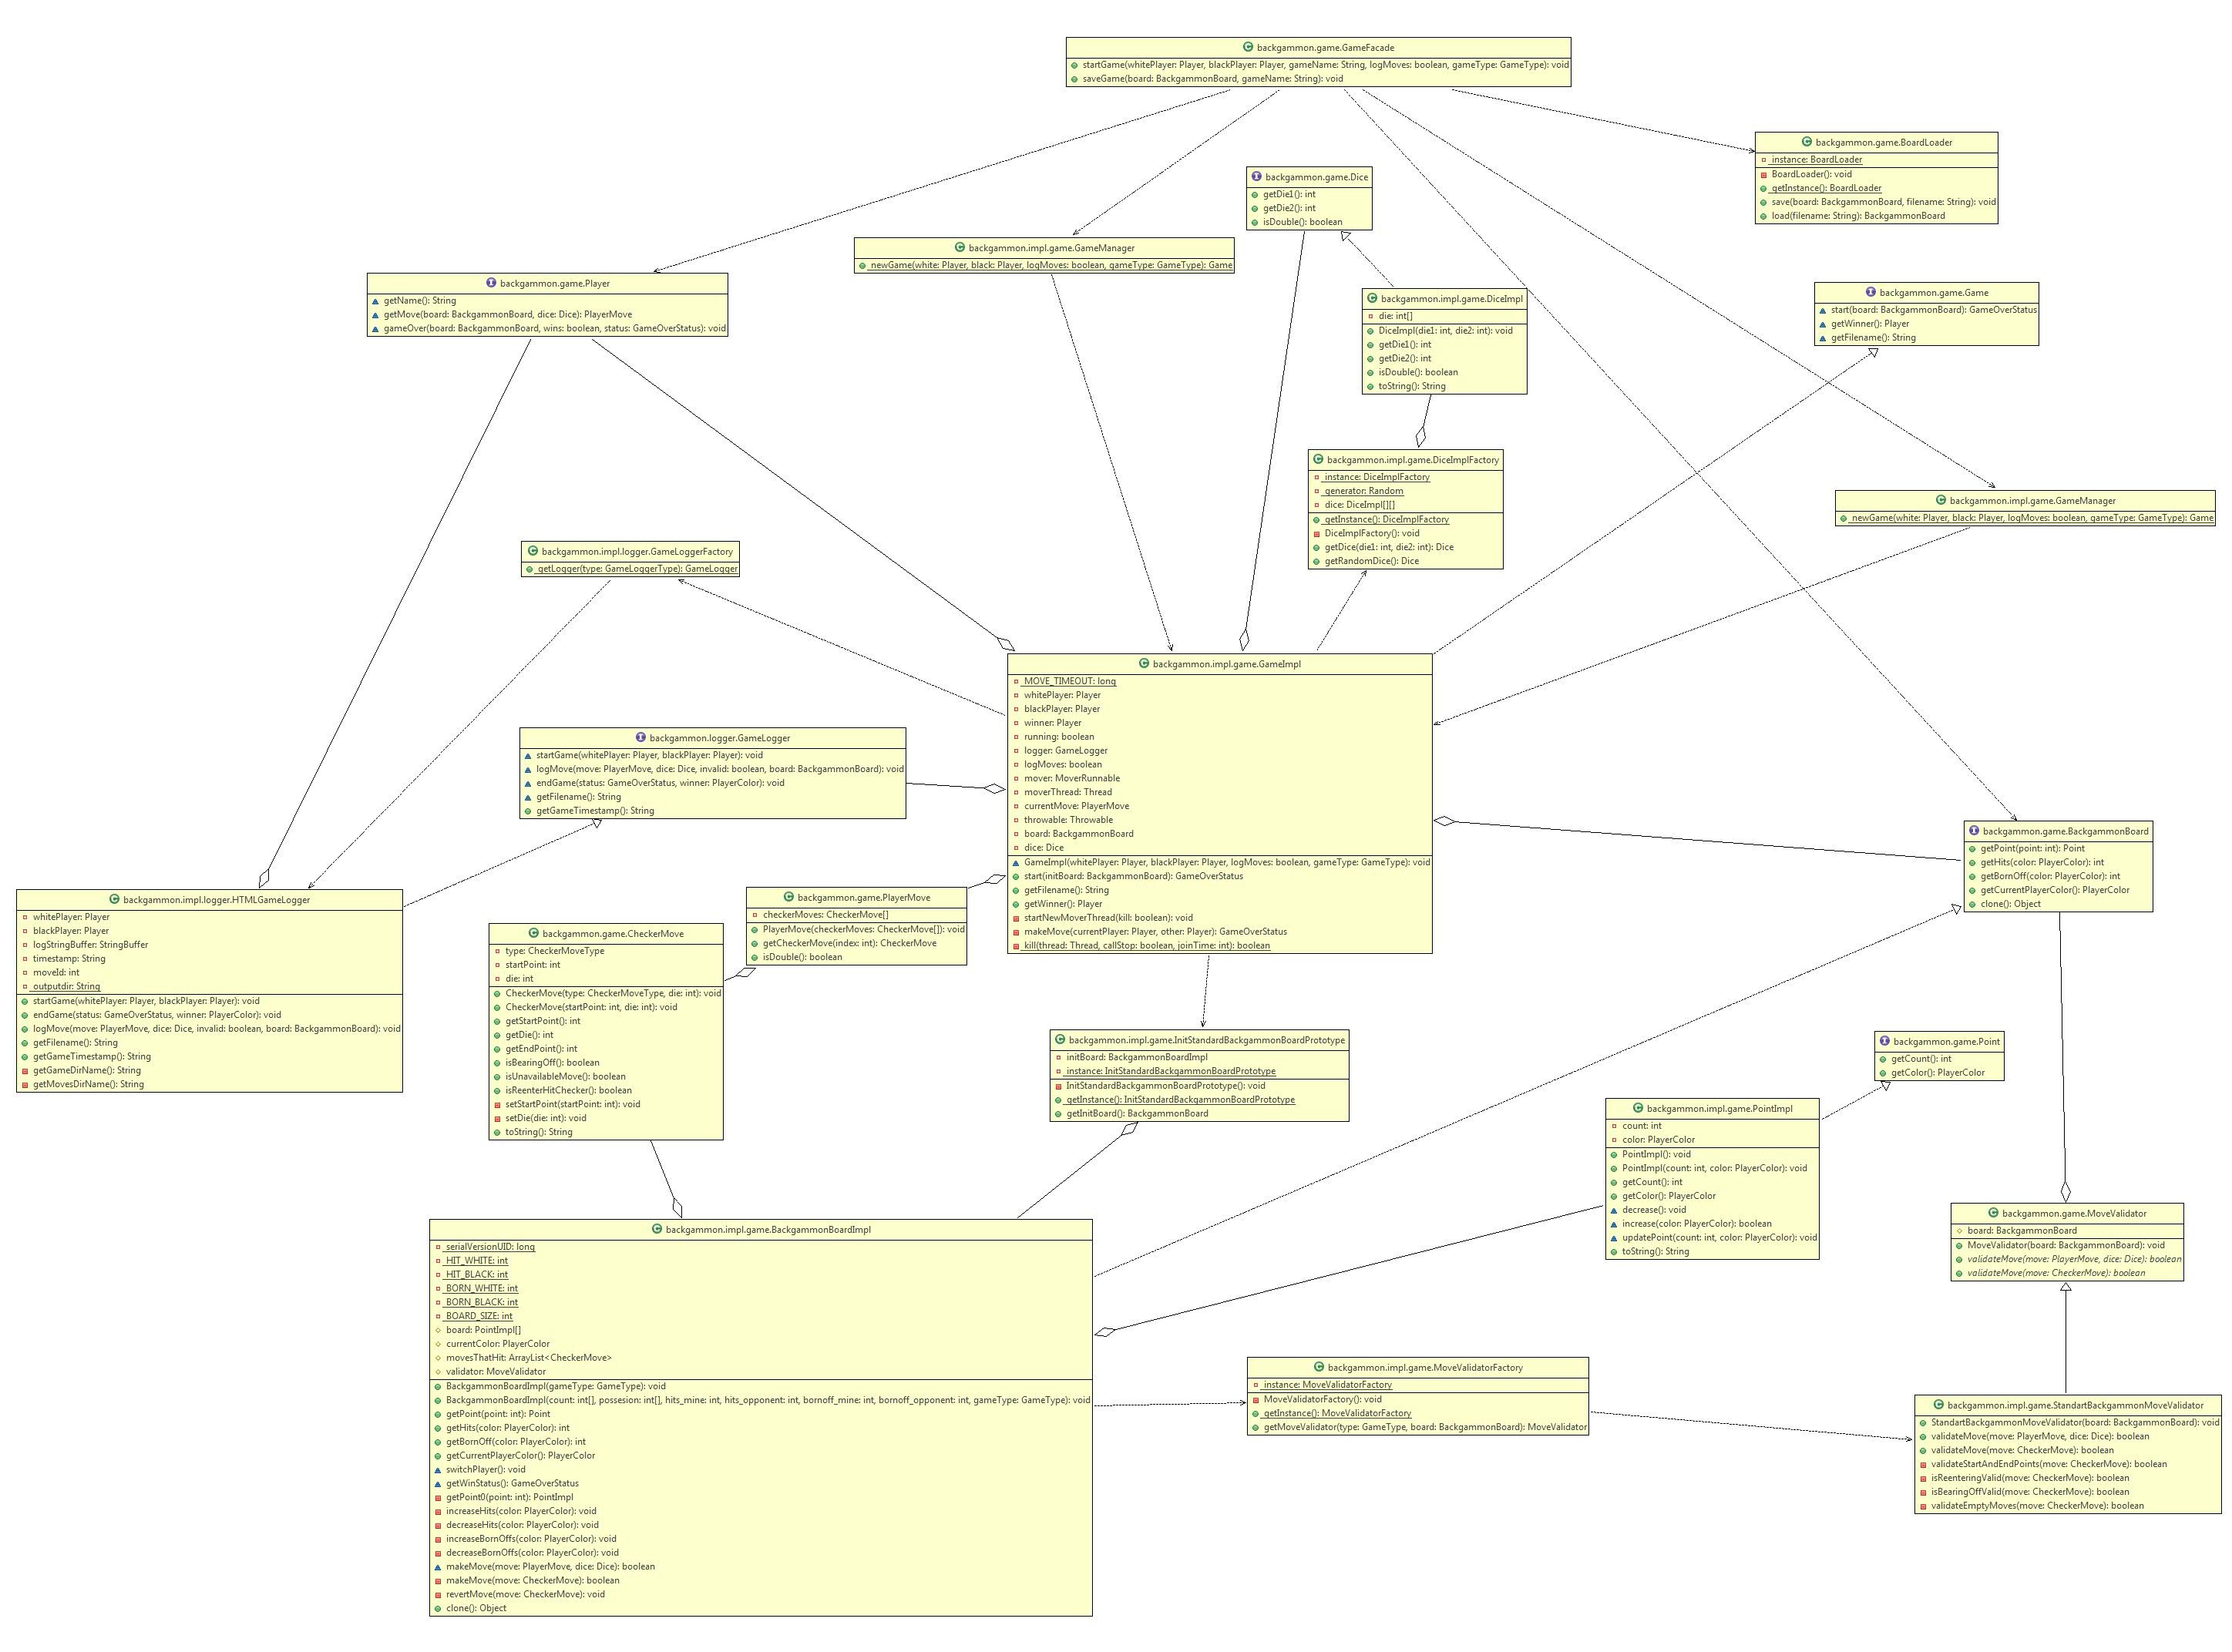 backgammon.game.GameFacade
startGame(whitePlayer: Player, blackPlayer: Player, gameName: String, logMoves: boolean, gameType: GameType): void
saveGame(board: BackgammonBoard, gameName: String): void
backgammon.game.BoardLoader
instance: BoardLoader
BoardLoader(): void
getInstance(): BoardLoader
save(board: BackgammonBoard, filename: String): void
load(filename: String): BackgammonBoard
backgammon.game.Dice
getDie1(): int
getDie2(): int
isDouble(): boolean
backgammon.impl.game.GameManager
newGame(white: Player, black: Player, logMoves: boolean, gameType: GameType): Game
backgammon.game.Player
getName(): String
getMove(board: BackgammonBoard, dice: Dice): PlayerMove
gameOver(board: BackgammonBoard, wins: boolean, status: GameOverStatus): void
backgammon.impl.game.DiceImpl
die: int[]
DiceImpl(die1: int, die2: int): void
getDie1(): int
getDie2(): int
isDouble(): boolean
toString(): String
backgammon.game.Game
start(board: BackgammonBoard): GameOverStatus
getWinner(): Player
getFilename(): String
backgammon.impl.game.DiceImplFactory
instance: DiceImplFactory
generator: Random
dice: DiceImpl[][]
getInstance(): DiceImplFactory
DiceImplFactory(): void
getDice(die1: int, die2: int): Dice
getRandomDice(): Dice
backgammon.impl.game.GameManager
newGame(white: Player, black: Player, logMoves: boolean, gameType: GameType): Game
backgammon.impl.logger.GameLoggerFactory
getLogger(type: GameLoggerType): GameLogger
backgammon.impl.game.GameImpl
MOVE_TIMEOUT: long
whitePlayer: Player
blackPlayer: Player
winner: Player
running: boolean
logger: GameLogger
logMoves: boolean
mover: MoverRunnable
moverThread: Thread
currentMove: PlayerMove
throwable: Throwable
board: BackgammonBoard
dice: Dice
GameImpl(whitePlayer: Player, blackPlayer: Player, logMoves: boolean, gameType: GameType): void
start(initBoard: BackgammonBoard): GameOverStatus
getFilename(): String
getWinner(): Player
startNewMoverThread(kill: boolean): void
makeMove(currentPlayer: Player, other: Player): GameOverStatus
kill(thread: Thread, callStop: boolean, joinTime: int): boolean
backgammon.logger.GameLogger
startGame(whitePlayer: Player, blackPlayer: Player): void
logMove(move: PlayerMove, dice: Dice, invalid: boolean, board: BackgammonBoard): void
endGame(status: GameOverStatus, winner: PlayerColor): void
getFilename(): String
getGameTimestamp(): String
backgammon.game.BackgammonBoard
getPoint(point: int): Point
getHits(color: PlayerColor): int
getBornOff(color: PlayerColor): int
getCurrentPlayerColor(): PlayerColor
clone(): Object
backgammon.impl.logger.HTMLGameLogger
whitePlayer: Player
blackPlayer: Player
logStringBuffer: StringBuffer
timestamp: String
moveId: int
outputdir: String
startGame(whitePlayer: Player, blackPlayer: Player): void
endGame(status: GameOverStatus, winner: PlayerColor): void
logMove(move: PlayerMove, dice: Dice, invalid: boolean, board: BackgammonBoard): void
getFilename(): String
getGameTimestamp(): String
getGameDirName(): String
getMovesDirName(): String
backgammon.game.PlayerMove
checkerMoves: CheckerMove[]
PlayerMove(checkerMoves: CheckerMove[]): void
getCheckerMove(index: int): CheckerMove
isDouble(): boolean
backgammon.game.CheckerMove
type: CheckerMoveType
startPoint: int
die: int
CheckerMove(type: CheckerMoveType, die: int): void
CheckerMove(startPoint: int, die: int): void
getStartPoint(): int
getDie(): int
getEndPoint(): int
isBearingOff(): boolean
isUnavailableMove(): boolean
isReenterHitChecker(): boolean
setStartPoint(startPoint: int): void
setDie(die: int): void
toString(): String
backgammon.impl.game.InitStandardBackgammonBoardPrototype
initBoard: BackgammonBoardImpl
instance: InitStandardBackgammonBoardPrototype
InitStandardBackgammonBoardPrototype(): void
getInstance(): InitStandardBackgammonBoardPrototype
getInitBoard(): BackgammonBoard
backgammon.game.Point
getCount(): int
getColor(): PlayerColor
backgammon.impl.game.PointImpl
count: int
color: PlayerColor
PointImpl(): void
PointImpl(count: int, color: PlayerColor): void
getCount(): int
getColor(): PlayerColor
decrease(): void
increase(color: PlayerColor): boolean
updatePoint(count: int, color: PlayerColor): void
toString(): String
backgammon.game.MoveValidator
board: BackgammonBoard
MoveValidator(board: BackgammonBoard): void
validateMove(move: PlayerMove, dice: Dice): boolean
validateMove(move: CheckerMove): boolean
backgammon.impl.game.BackgammonBoardImpl
serialVersionUID: long
HIT_WHITE: int
HIT_BLACK: int
BORN_WHITE: int
BORN_BLACK: int
BOARD_SIZE: int
board: PointImpl[]
currentColor: PlayerColor
movesThatHit: ArrayList<CheckerMove>
validator: MoveValidator
BackgammonBoardImpl(gameType: GameType): void
BackgammonBoardImpl(count: int[], possesion: int[], hits_mine: int, hits_opponent: int, bornoff_mine: int, bornoff_opponent: int, gameType: GameType): void
getPoint(point: int): Point
getHits(color: PlayerColor): int
getBornOff(color: PlayerColor): int
getCurrentPlayerColor(): PlayerColor
switchPlayer(): void
getWinStatus(): GameOverStatus
getPoint0(point: int): PointImpl
increaseHits(color: PlayerColor): void
decreaseHits(color: PlayerColor): void
increaseBornOffs(color: PlayerColor): void
decreaseBornOffs(color: PlayerColor): void
makeMove(move: PlayerMove, dice: Dice): boolean
makeMove(move: CheckerMove): boolean
revertMove(move: CheckerMove): void
clone(): Object
backgammon.impl.game.MoveValidatorFactory
instance: MoveValidatorFactory
MoveValidatorFactory(): void
getInstance(): MoveValidatorFactory
getMoveValidator(type: GameType, board: BackgammonBoard): MoveValidator
backgammon.impl.game.StandartBackgammonMoveValidator
StandartBackgammonMoveValidator(board: BackgammonBoard): void
validateMove(move: PlayerMove, dice: Dice): boolean
validateMove(move: CheckerMove): boolean
validateStartAndEndPoints(move: CheckerMove): boolean
isReenteringValid(move: CheckerMove): boolean
isBearingOffValid(move: CheckerMove): boolean
validateEmptyMoves(move: CheckerMove): boolean